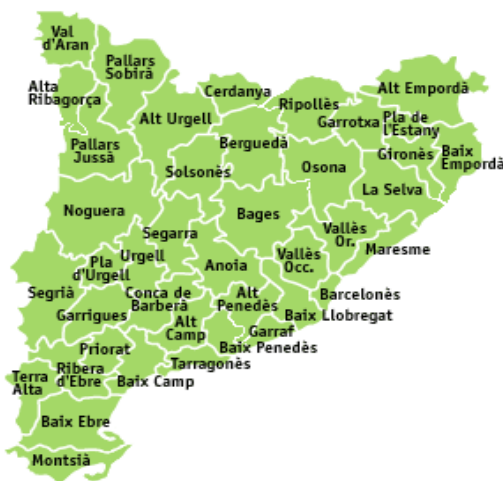 Val
d'Aran
Pallars
Sobirà
Alta
Ribagorça
Cerdanya
Ripollès
Alt Empordà
Alt Urgell
Garrotxa
Pla de
l'Estany
Berguedà
Pallars
Jussà
Solsonès
Osona
Gironès
Baix
Empordà
La Selva
Noguera
Segarra
Bages
Vallès
Or.
Maresme
Urgell
Pla
d'Urgell
Anoia
Vallès
Occ.
Segrià
Garrigues
Conca de
Barberà
Alt
Penedès
Barcelonès
Baix Llobregat
Alt
Camp
Garraf
Baix Penedès
Priorat
Tarragonès
Terra
Alta
Ribera
d'Ebre
Baix Camp
Baix Ebre
Montsià